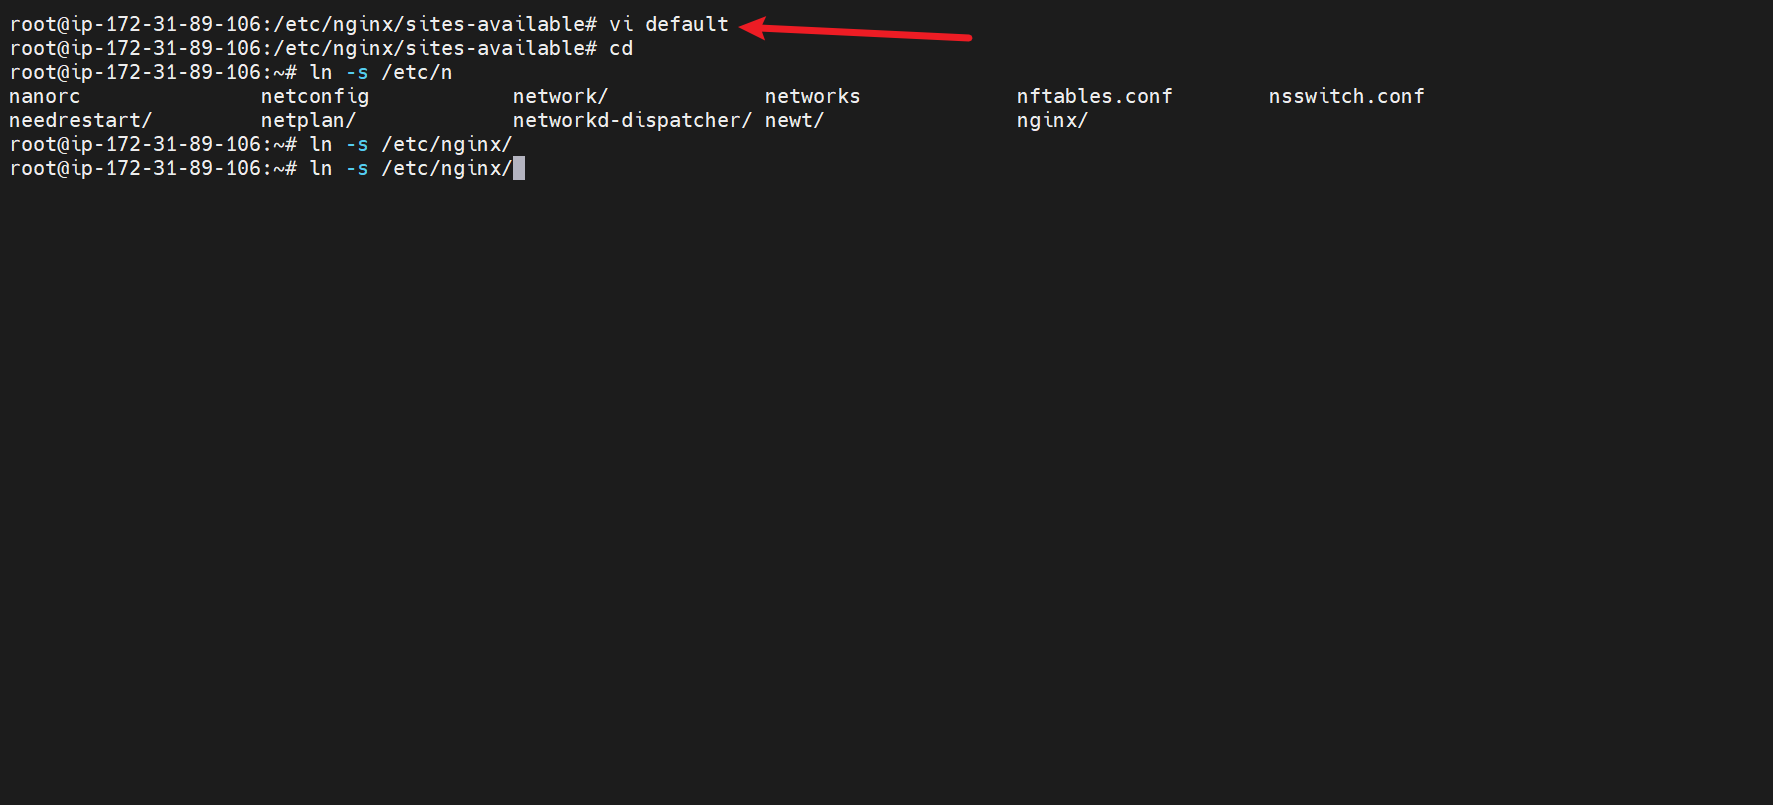 root@ip-172-31-89-106:/etc/nginx/sites-available# vi default
root@ip-172-31-89-106:/etc/nginx/sites-available# cd
root@ip-172-31-89-106:~# ln -s /etc/n
nanorc               netconfig            network/             networks             nftables.conf        nsswitch.conf
needrestart/         netplan/             networkd-dispatcher/ newt/                nginx/
root@ip-172-31-89-106:~# ln -s /etc/nginx/
root@ip-172-31-89-106:~# ln -s /etc/nginx/